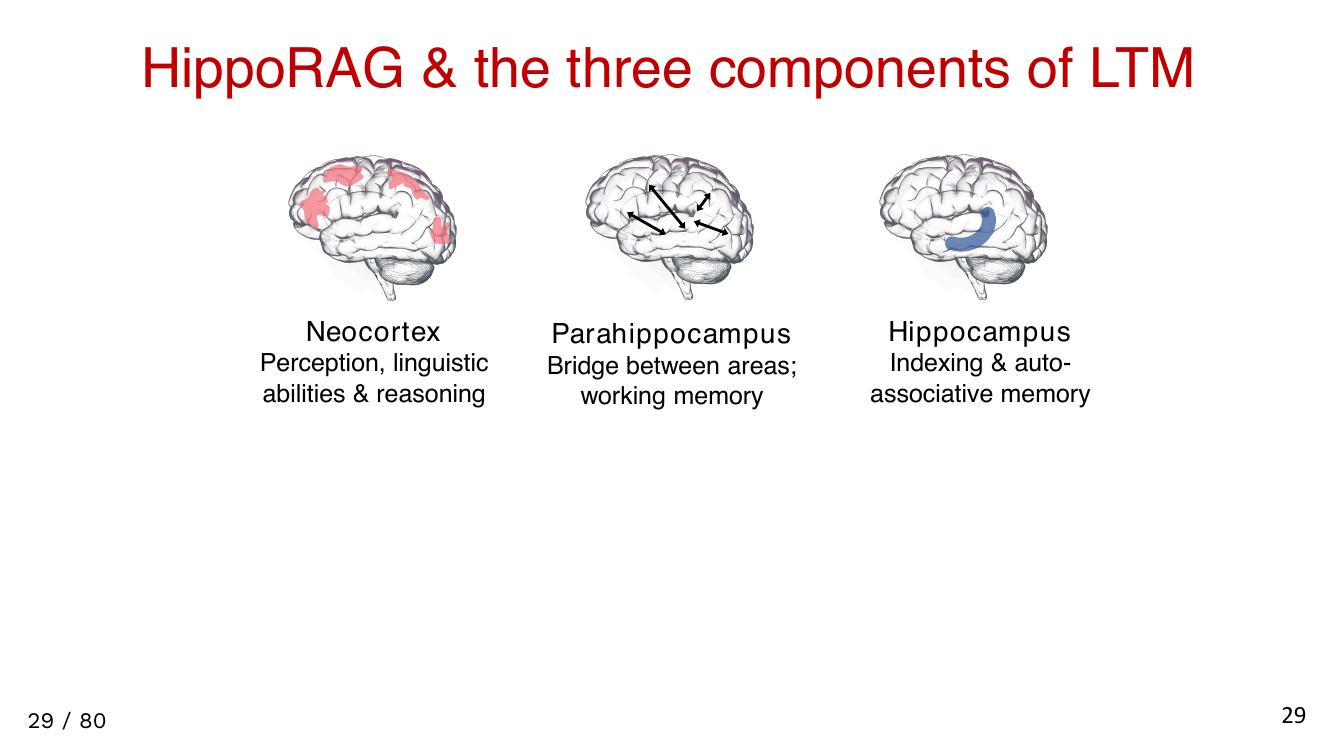 HippoRAG & the three components of LTM
Neocortex
Perception, linguistic
abilities & reasoning
Parahippocampus
Bridge between areas;
working memory
Hippocampus
Indexing & auto-
associative memory
29 / 80
29